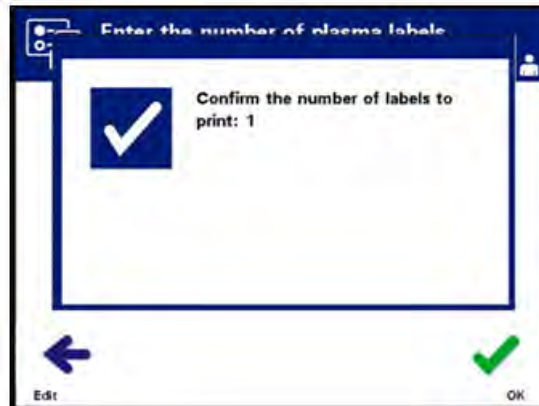 Enter the number of plasma labels
Confirm the number of labels to
print: 1
Edit
OK